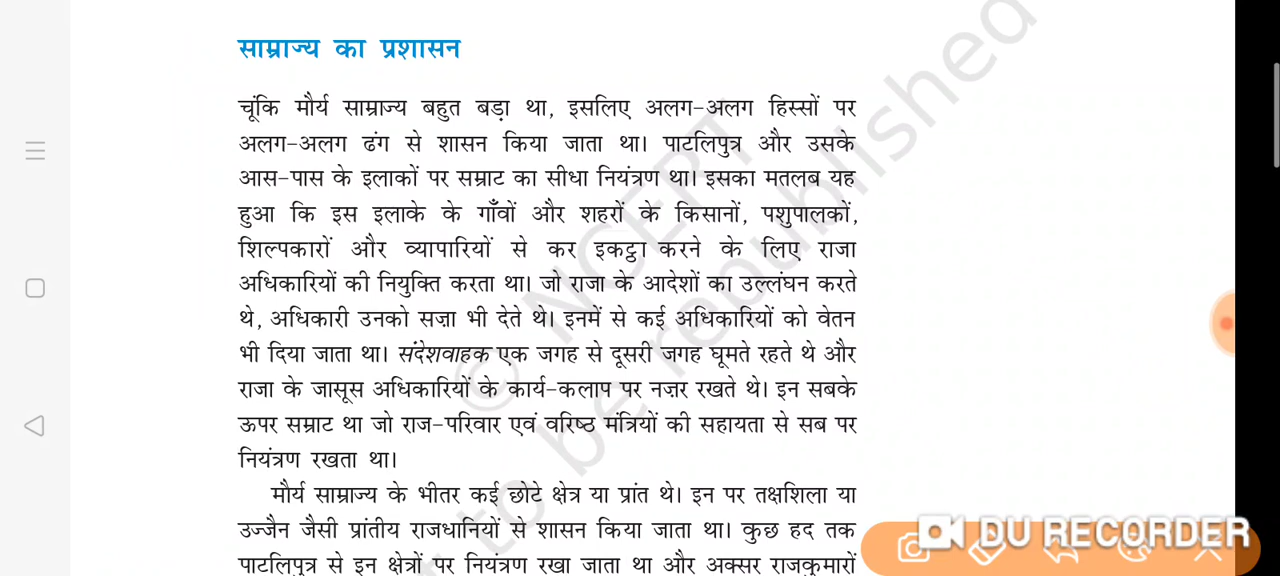 साम्राज्य का प्रशासन
चूंकि मौर्य साम्राज्य बहुत बड़ा था, इसलिए अलग-अलग हिस्सों पर
अलग-अलग ढंग से शासन किया जाता था। पाटलिपुत्र और उसके
आस-पास के इलाकों पर सम्राट का सीधा नियंत्रण था। इसका मतलब यह
हुआ कि इस इलाके के गाँवों और शहरों के किसानों, पशुपालकों,
शिल्पकारों और व्यापारियों से कर इकट्ठा करने के लिए राजा
अधिकारियों की नियुक्ति करता था। जो राजा के आदेशों का उल्लंघन करते
थे, अधिकारी उनको सज़ा भी देते थे। इनमें से कई अधिकारियों को वेतन
भी दिया जाता था। संदेशवाहक एक जगह से दूसरी जगह घूमते रहते थे और
राजा के जासूस अधिकारियों के कार्य-कलाप पर नज़र रखते थे। इन सबके
ऊपर सम्राट था जो राज-परिवार एवं वरिष्ठ मंत्रियों की सहायता से सब पर
नियंत्रण रखता था।
मौर्य साम्राज्य के भीतर कई छोटे क्षेत्र या प्रांत थे। इन पर तक्षशिला या
उज्जैन जैसी प्रांतीय राजधानियों से शासन किया जाता था। कुछ हद तक
पाटलिपुत्र से इन क्षेत्रों पर नियंत्रण रखा जाता था और अक्सर राजकुमारों
© NCERT
not to be republished
DU RECORDER